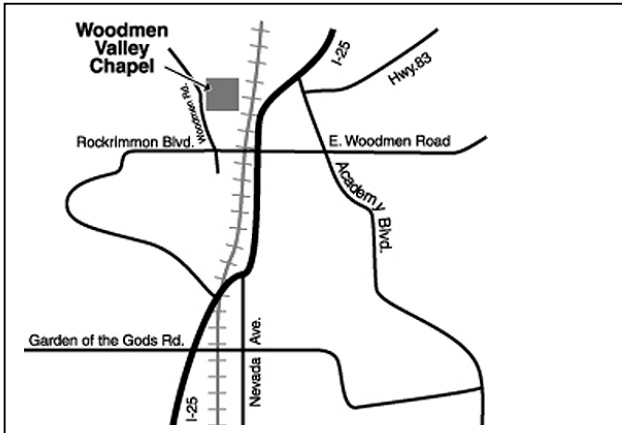 Woodmen
Valley
Chapel
I-25
Hwy.83
Woodmen Rd.
Rockrimmon Blvd.
E. Woodmen Road
Academy
Blvd.
Garden of the Gods Rd.
Nevada Ave.
I-25